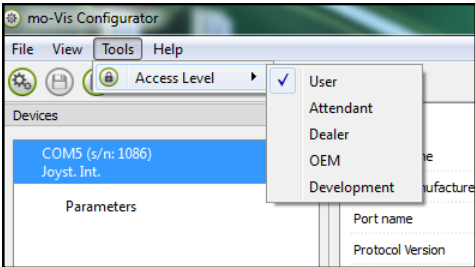 mo-Vis Configurator
File View Tools Help
Access Level
User
Attendant
Dealer
OEM
Development
Devices
COM5 (s/n: 1086)
Joyst. Int.
Parameters
Port name
Protocol Version